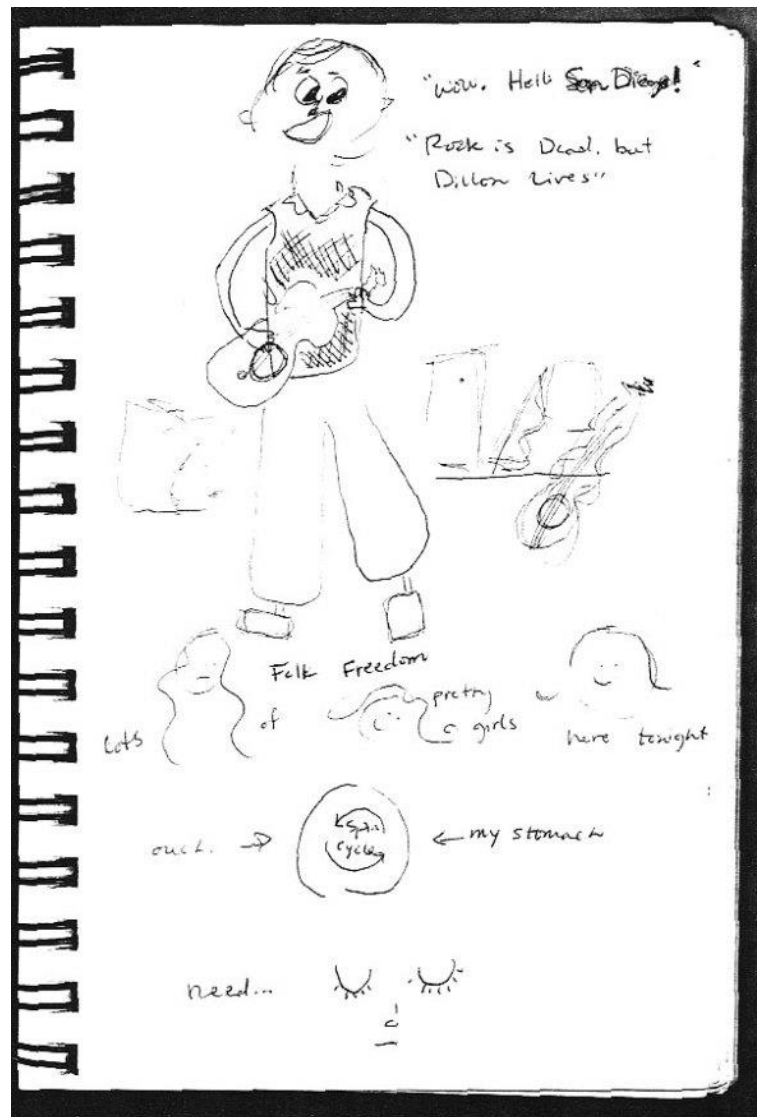 "Wow. Hello San Diego!"
"Rock is Dead. but
Dillon Lives"
Folk Freedom
Lots of pretty girls here tonight
ouch. → Spin cycle ← my stomach
need...